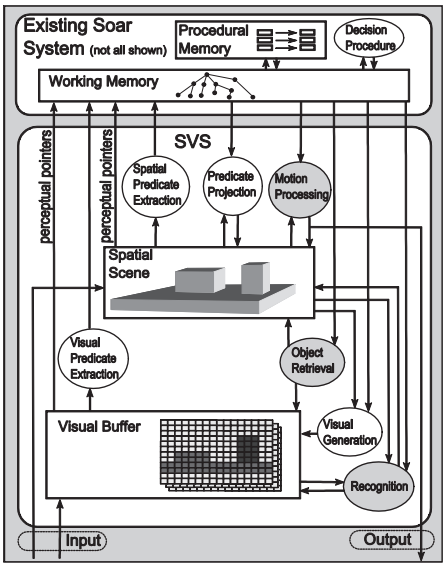 Existing Soar
System (not all shown)
Procedural
Memory
Decision
Procedure
Working Memory
SVS
perceptual pointers
perceptual pointers
Spatial
Predicate
Extraction
Predicate
Projection
Motion
Processing
Spatial
Scene
Visual
Predicate
Extraction
Object
Retrieval
Visual Buffer
Visual
Generation
Recognition
Input
Output